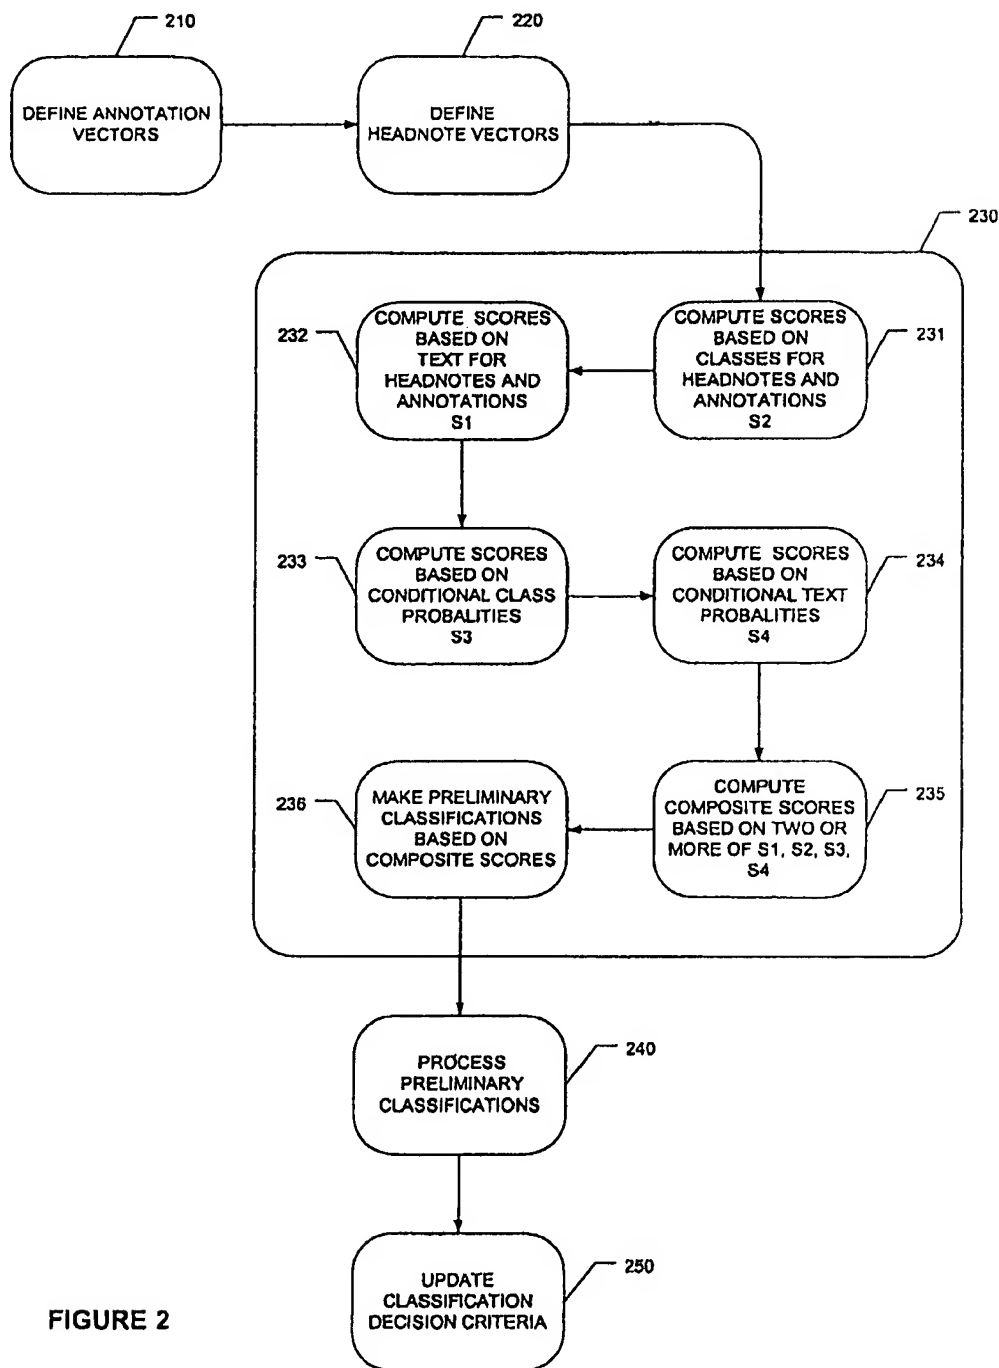 210
220
DEFINE ANNOTATION
VECTORS
DEFINE
HEADNOTE VECTORS
230
232
COMPUTE SCORES
BASED ON
TEXT FOR
HEADNOTES AND
ANNOTATIONS
S1
COMPUTE SCORES
BASED ON
CLASSES FOR
HEADNOTES AND
ANNOTATIONS
S2
231
233
COMPUTE SCORES
BASED ON
CONDITIONAL CLASS
PROBALITIES
S3
COMPUTE SCORES
BASED ON
CONDITIONAL TEXT
PROBALITIES
S4
234
236
MAKE PRELIMINARY
CLASSIFICATIONS
BASED ON
COMPOSITE SCORES
COMPUTE
COMPOSITE SCORES
BASED ON TWO OR
MORE OF S1, S2, S3,
S4
235
PROCESS
PRELIMINARY
CLASSIFICATIONS
240
UPDATE
CLASSIFICATION
DECISION CRITERIA
250
FIGURE 2